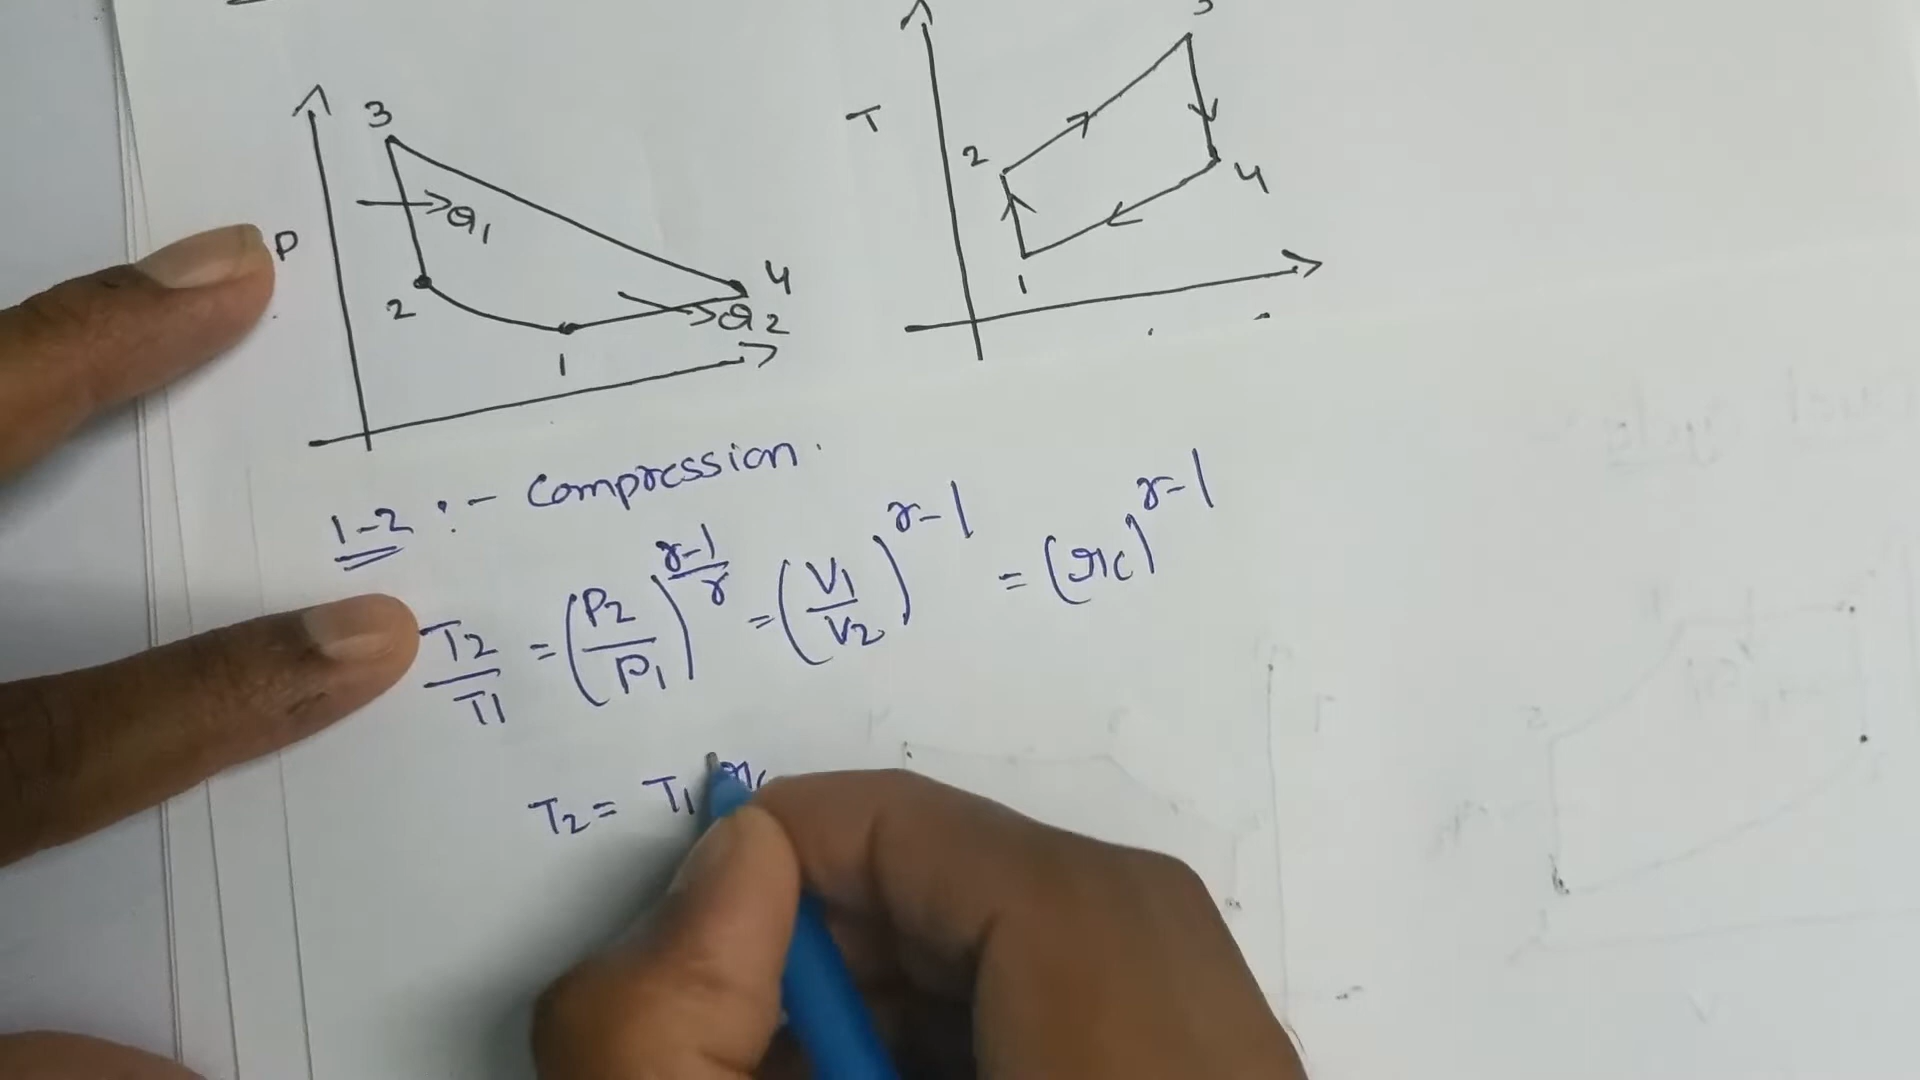 P
3
Q1
2
1
4
Q2
T
3
2
4
1
1-2 :- Compression.
T2/T1 = (P2/P1)^(γ-1)/γ = (V1/V2)^γ-1 = (rc)^γ-1
T2 = T1 rc